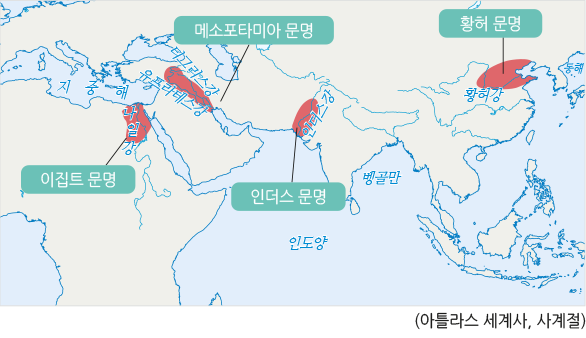 메소포타미아 문명
황허 문명
티그리스강
유프라테스강
지중해
동해
황허강
나일강
인더스강
이집트 문명
인더스 문명
벵골만
인도양
(아틀라스 세계사, 사계절)